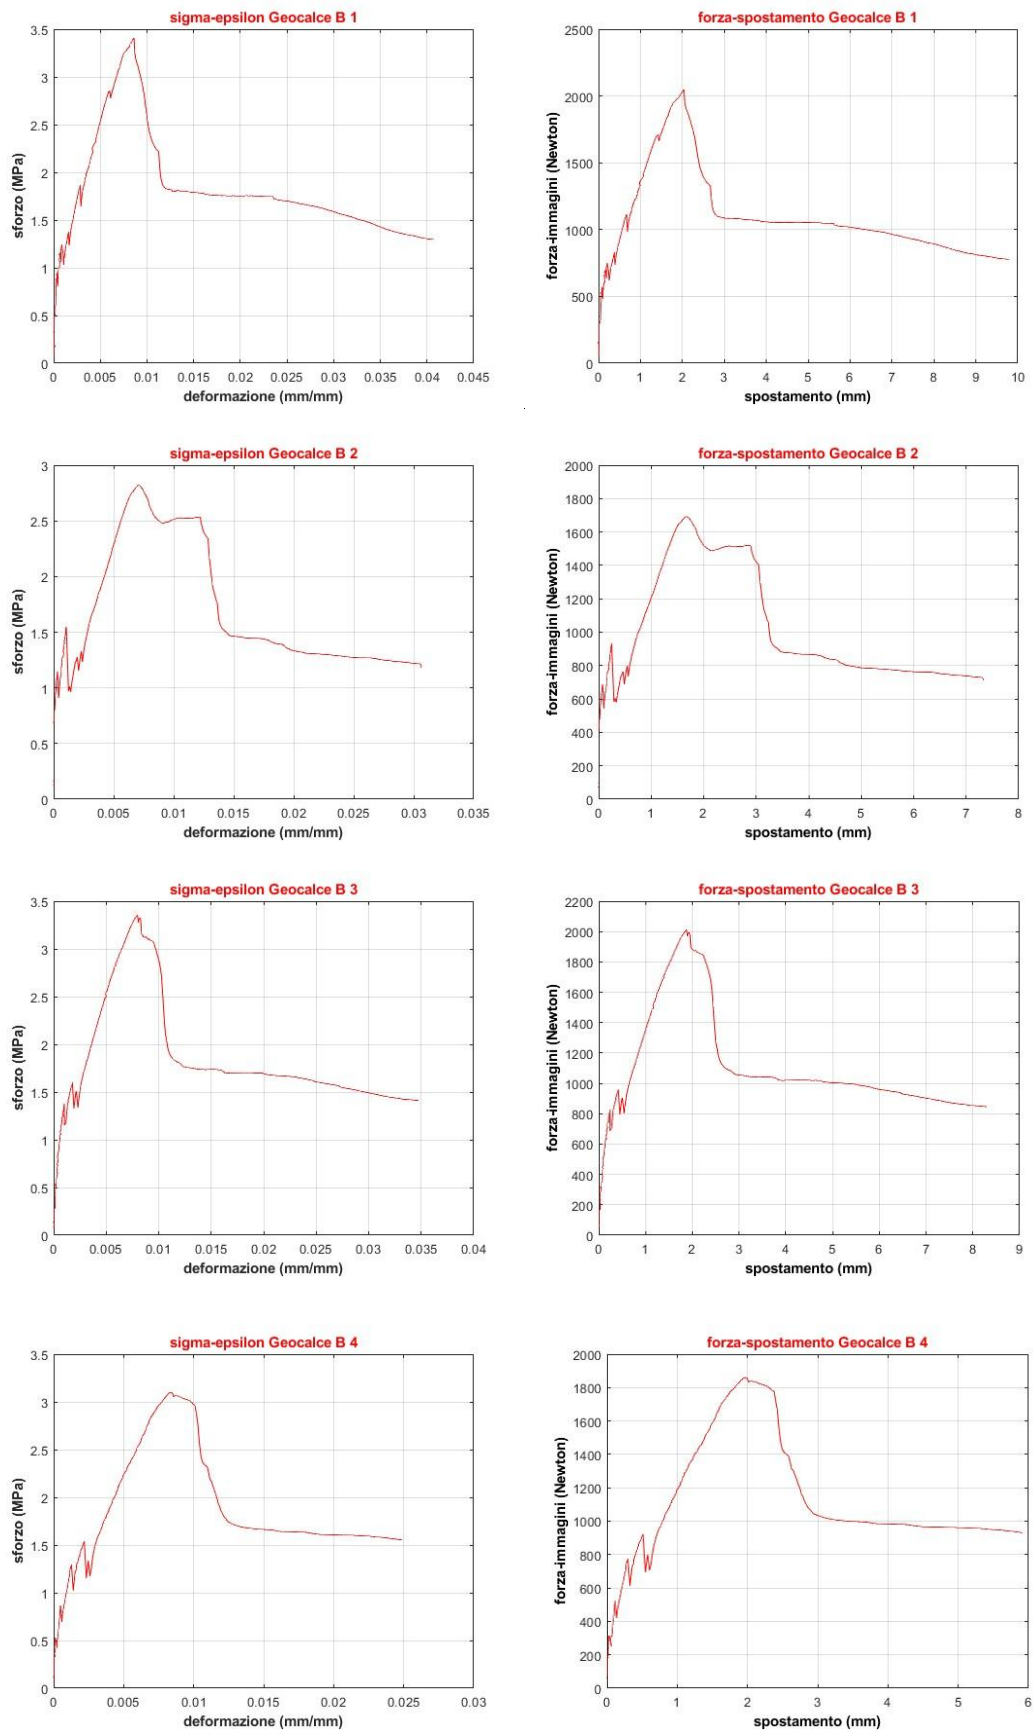 sigma-epsilon Geocalce B 1
3.5
3
2.5
2
1.5
1
0.5
0
sforzo (MPa)
0 0.005 0.01 0.015 0.02 0.025 0.03 0.035 0.04 0.045
deformazione (mm/mm)
forza-spostamento Geocalce B 1
2500
2000
1500
1000
500
0
forza-immagini (Newton)
0 1 2 3 4 5 6 7 8 9 10
spostamento (mm)
sigma-epsilon Geocalce B 2
3
2.5
2
1.5
1
0.5
0
sforzo (MPa)
0 0.005 0.01 0.015 0.02 0.025 0.03 0.035
deformazione (mm/mm)
forza-spostamento Geocalce B 2
2000
1800
1600
1400
1200
1000
800
600
400
200
0
forza-immagini (Newton)
0 1 2 3 4 5 6 7 8
spostamento (mm)
sigma-epsilon Geocalce B 3
3.5
3
2.5
2
1.5
1
0.5
0
sforzo (MPa)
0 0.005 0.01 0.015 0.02 0.025 0.03 0.035 0.04
deformazione (mm/mm)
forza-spostamento Geocalce B 3
2200
2000
1800
1600
1400
1200
1000
800
600
400
200
0
forza-immagini (Newton)
0 1 2 3 4 5 6 7 8 9
spostamento (mm)
sigma-epsilon Geocalce B 4
3.5
3
2.5
2
1.5
1
0.5
0
sforzo (MPa)
0 0.005 0.01 0.015 0.02 0.025 0.03
deformazione (mm/mm)
forza-spostamento Geocalce B 4
2000
1800
1600
1400
1200
1000
800
600
400
200
0
forza-immagini (Newton)
0 1 2 3 4 5 6
spostamento (mm)